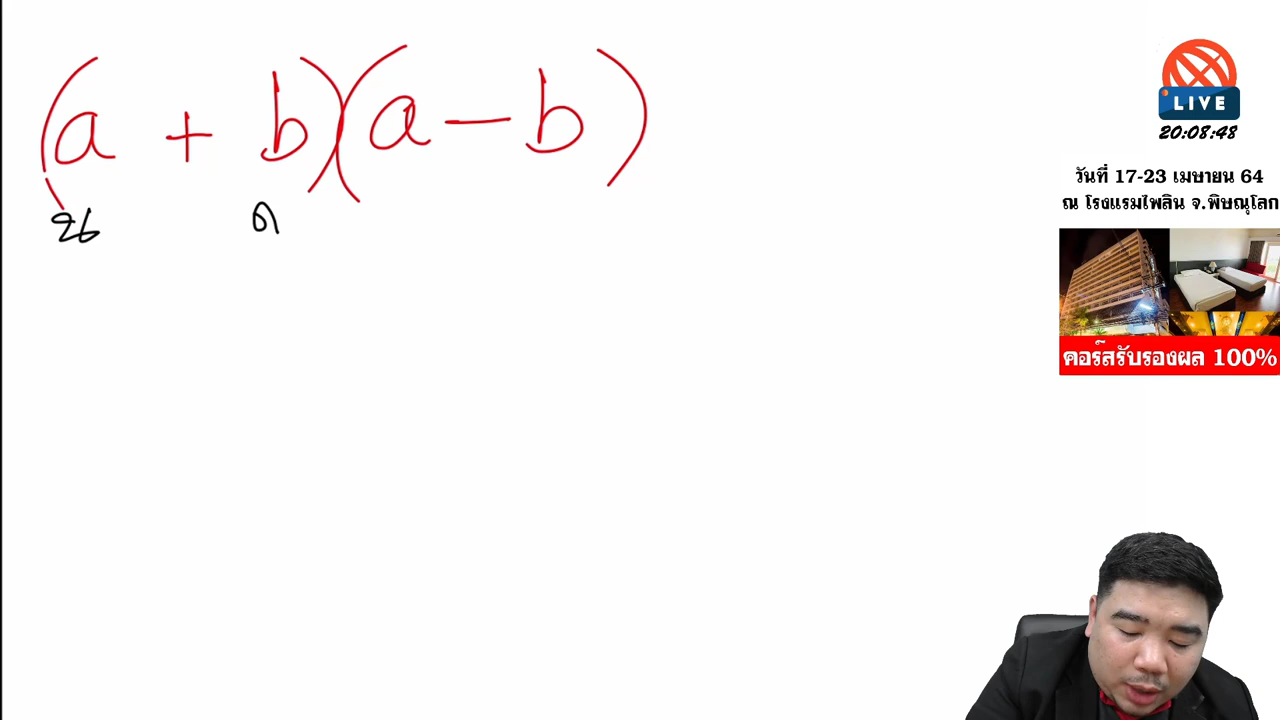 (a + b)(a - b)
LIVE
20:08:48
วันที่ 17-23 เมษายน 64
ณ โรงแรมไพลิน จ.พิษณุโลก
คอร๊สรับรองผล 100%